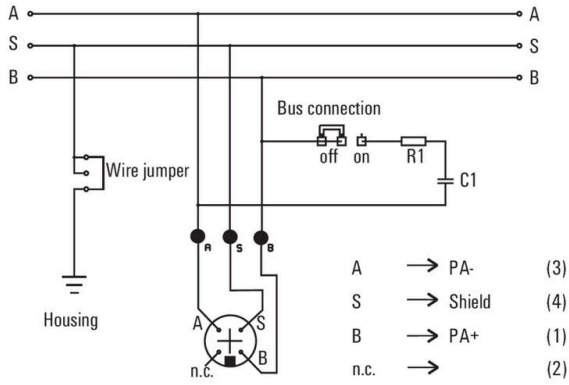 A A
S S
B B
Bus connection
off on R1
Wire jumper
C1
A S B
A → PA- (3)
S → Shield (4)
Housing
A S
B → PA+ (1)
B
n.c.
n.c. → (2)